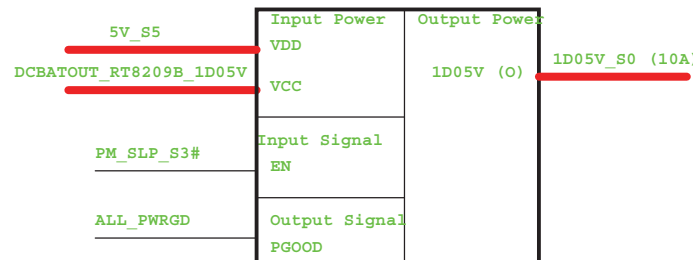 5V_S5
DCBATOUT_RT8209B_1D05V
PM_SLP_S3#
ALL_PWRGD
Input Power
VDD
VCC
Input Signal
EN
Output Signal
PGOOD
Output Power
1D05V (O)
1D05V_S0 (10A)